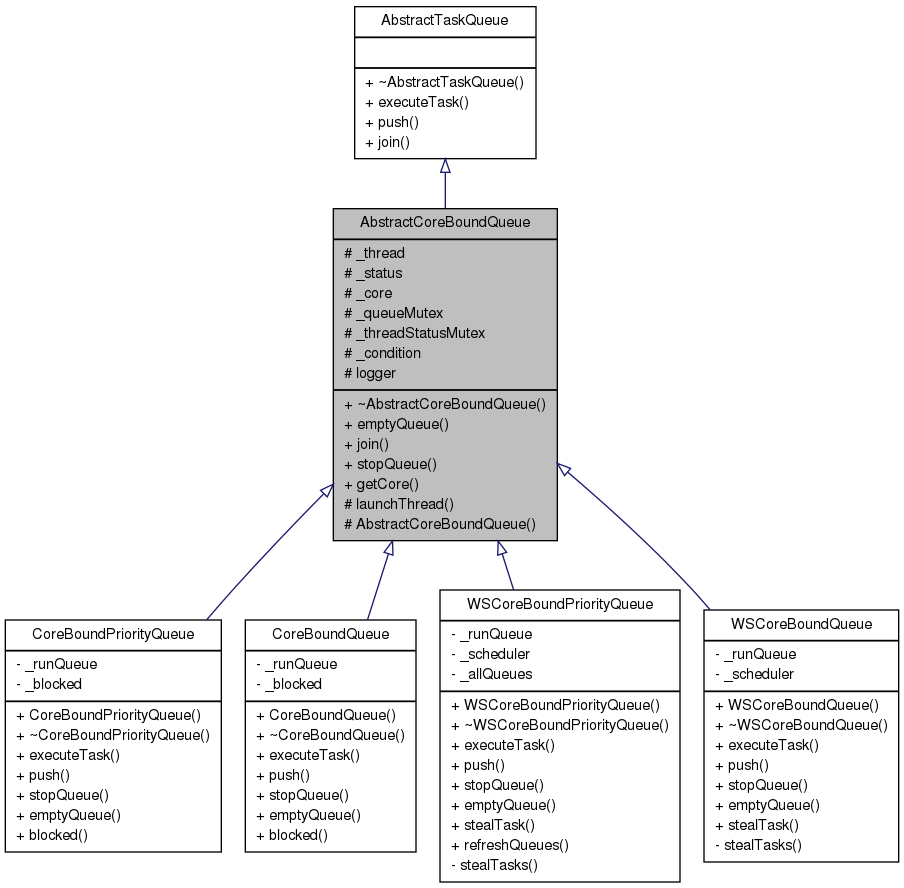 AbstractTaskQueue
+ ~AbstractTaskQueue()
+ executeTask()
+ push()
+ join()
AbstractCoreBoundQueue
# _thread
# _status
# _core
# _queueMutex
# _threadStatusMutex
# _condition
# logger
+ ~AbstractCoreBoundQueue()
+ emptyQueue()
+ join()
+ stopQueue()
+ getCore()
# launchThread()
# AbstractCoreBoundQueue()
CoreBoundPriorityQueue
- _runQueue
- _blocked
+ CoreBoundPriorityQueue()
+ ~CoreBoundPriorityQueue()
+ executeTask()
+ push()
+ stopQueue()
+ emptyQueue()
+ blocked()
CoreBoundQueue
- _runQueue
- _blocked
+ CoreBoundQueue()
+ ~CoreBoundQueue()
+ executeTask()
+ push()
+ stopQueue()
+ emptyQueue()
+ blocked()
WSCoreBoundPriorityQueue
- _runQueue
- _scheduler
- _allQueues
+ WSCoreBoundPriorityQueue()
+ ~WSCoreBoundPriorityQueue()
+ executeTask()
+ push()
+ stopQueue()
+ emptyQueue()
+ stealTask()
+ refreshQueues()
- stealTasks()
WSCoreBoundQueue
- _runQueue
- _scheduler
+ WSCoreBoundQueue()
+ ~WSCoreBoundQueue()
+ executeTask()
+ push()
+ stopQueue()
+ emptyQueue()
+ stealTask()
- stealTasks()